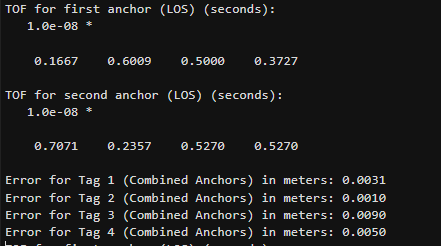 TOF for first anchor (LOS) (seconds):
1.0e-08 *
0.1667 0.6009 0.5000 0.3727
TOF for second anchor (LOS) (seconds):
1.0e-08 *
0.7071 0.2357 0.5270 0.5270
Error for Tag 1 (Combined Anchors) in meters: 0.0031
Error for Tag 2 (Combined Anchors) in meters: 0.0010
Error for Tag 3 (Combined Anchors) in meters: 0.0090
Error for Tag 4 (Combined Anchors) in meters: 0.0050